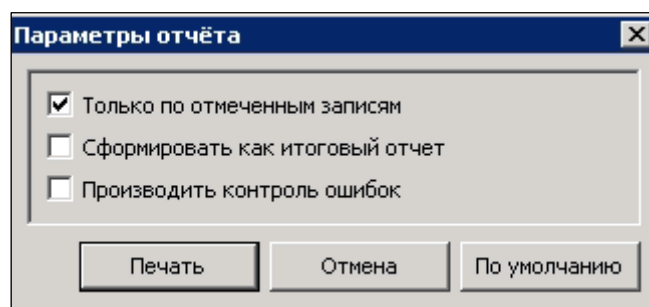 Параметры отчёта
Только по отмеченным записям
Сформировать как итоговый отчет
Производить контроль ошибок
Печать Отмена По умолчанию